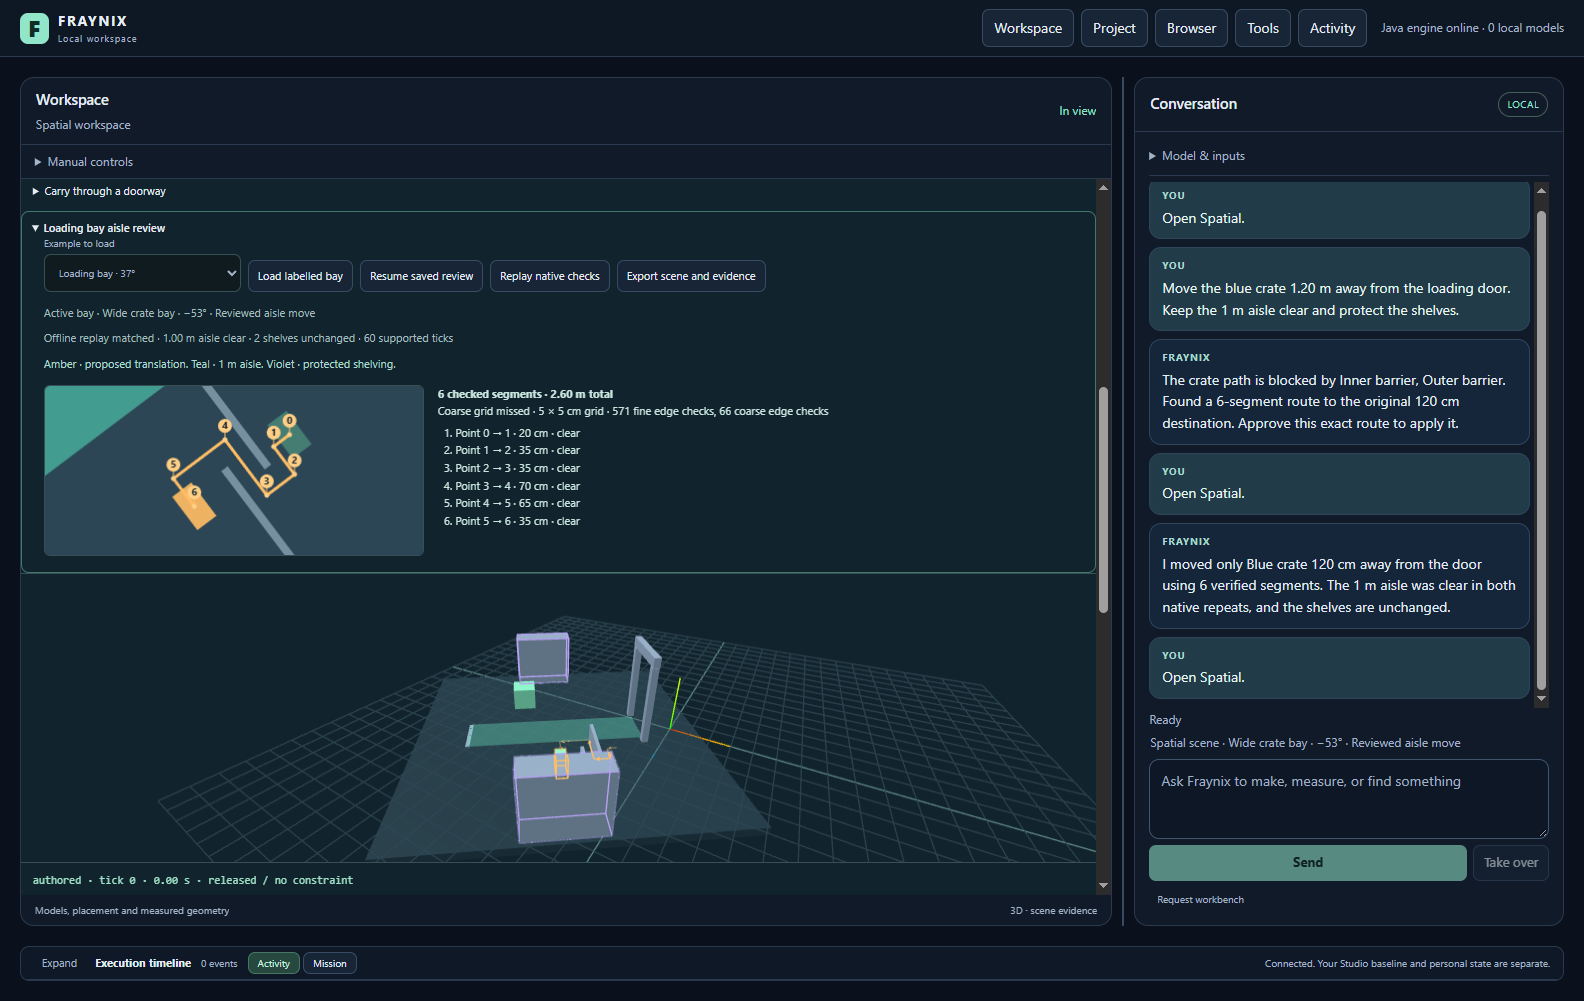 F FRAYNIX
Local workspace
Workspace
Project
Browser
Tools
Activity
Java engine online · 0 local models
Workspace
Spatial workspace
In view
▶ Manual controls
▶ Carry through a doorway
▼ Loading bay aisle review
Example to load
Loading bay · 37°
Load labelled bay
Resume saved review
Replay native checks
Export scene and evidence
Active bay · Wide crate bay · −53° · Reviewed aisle move
Offline replay matched · 1.00 m aisle clear · 2 shelves unchanged · 60 supported ticks
Amber · proposed translation. Teal · 1 m aisle. Violet · protected shelving.
0
1
4
2
5
3
6
6 checked segments · 2.60 m total
Coarse grid missed · 5 × 5 cm grid · 571 fine edge checks, 66 coarse edge checks
1. Point 0 → 1 · 20 cm · clear
2. Point 1 → 2 · 35 cm · clear
3. Point 2 → 3 · 35 cm · clear
4. Point 3 → 4 · 70 cm · clear
5. Point 4 → 5 · 65 cm · clear
6. Point 5 → 6 · 35 cm · clear
authored · tick 0 · 0.00 s · released / no constraint
Models, placement and measured geometry
3D · scene evidence
Conversation
LOCAL
▶ Model & inputs
YOU
Open Spatial.
YOU
Move the blue crate 1.20 m away from the loading door.
Keep the 1 m aisle clear and protect the shelves.
FRAYNIX
The crate path is blocked by Inner barrier, Outer barrier.
Found a 6-segment route to the original 120 cm
destination. Approve this exact route to apply it.
YOU
Open Spatial.
FRAYNIX
I moved only Blue crate 120 cm away from the door
using 6 verified segments. The 1 m aisle was clear in both
native repeats, and the shelves are unchanged.
YOU
Open Spatial.
Ready
Spatial scene · Wide crate bay · −53° · Reviewed aisle move
Ask Fraynix to make, measure, or find something
Send
Take over
Request workbench
Expand
Execution timeline
0 events
Activity
Mission
Connected. Your Studio baseline and personal state are separate.